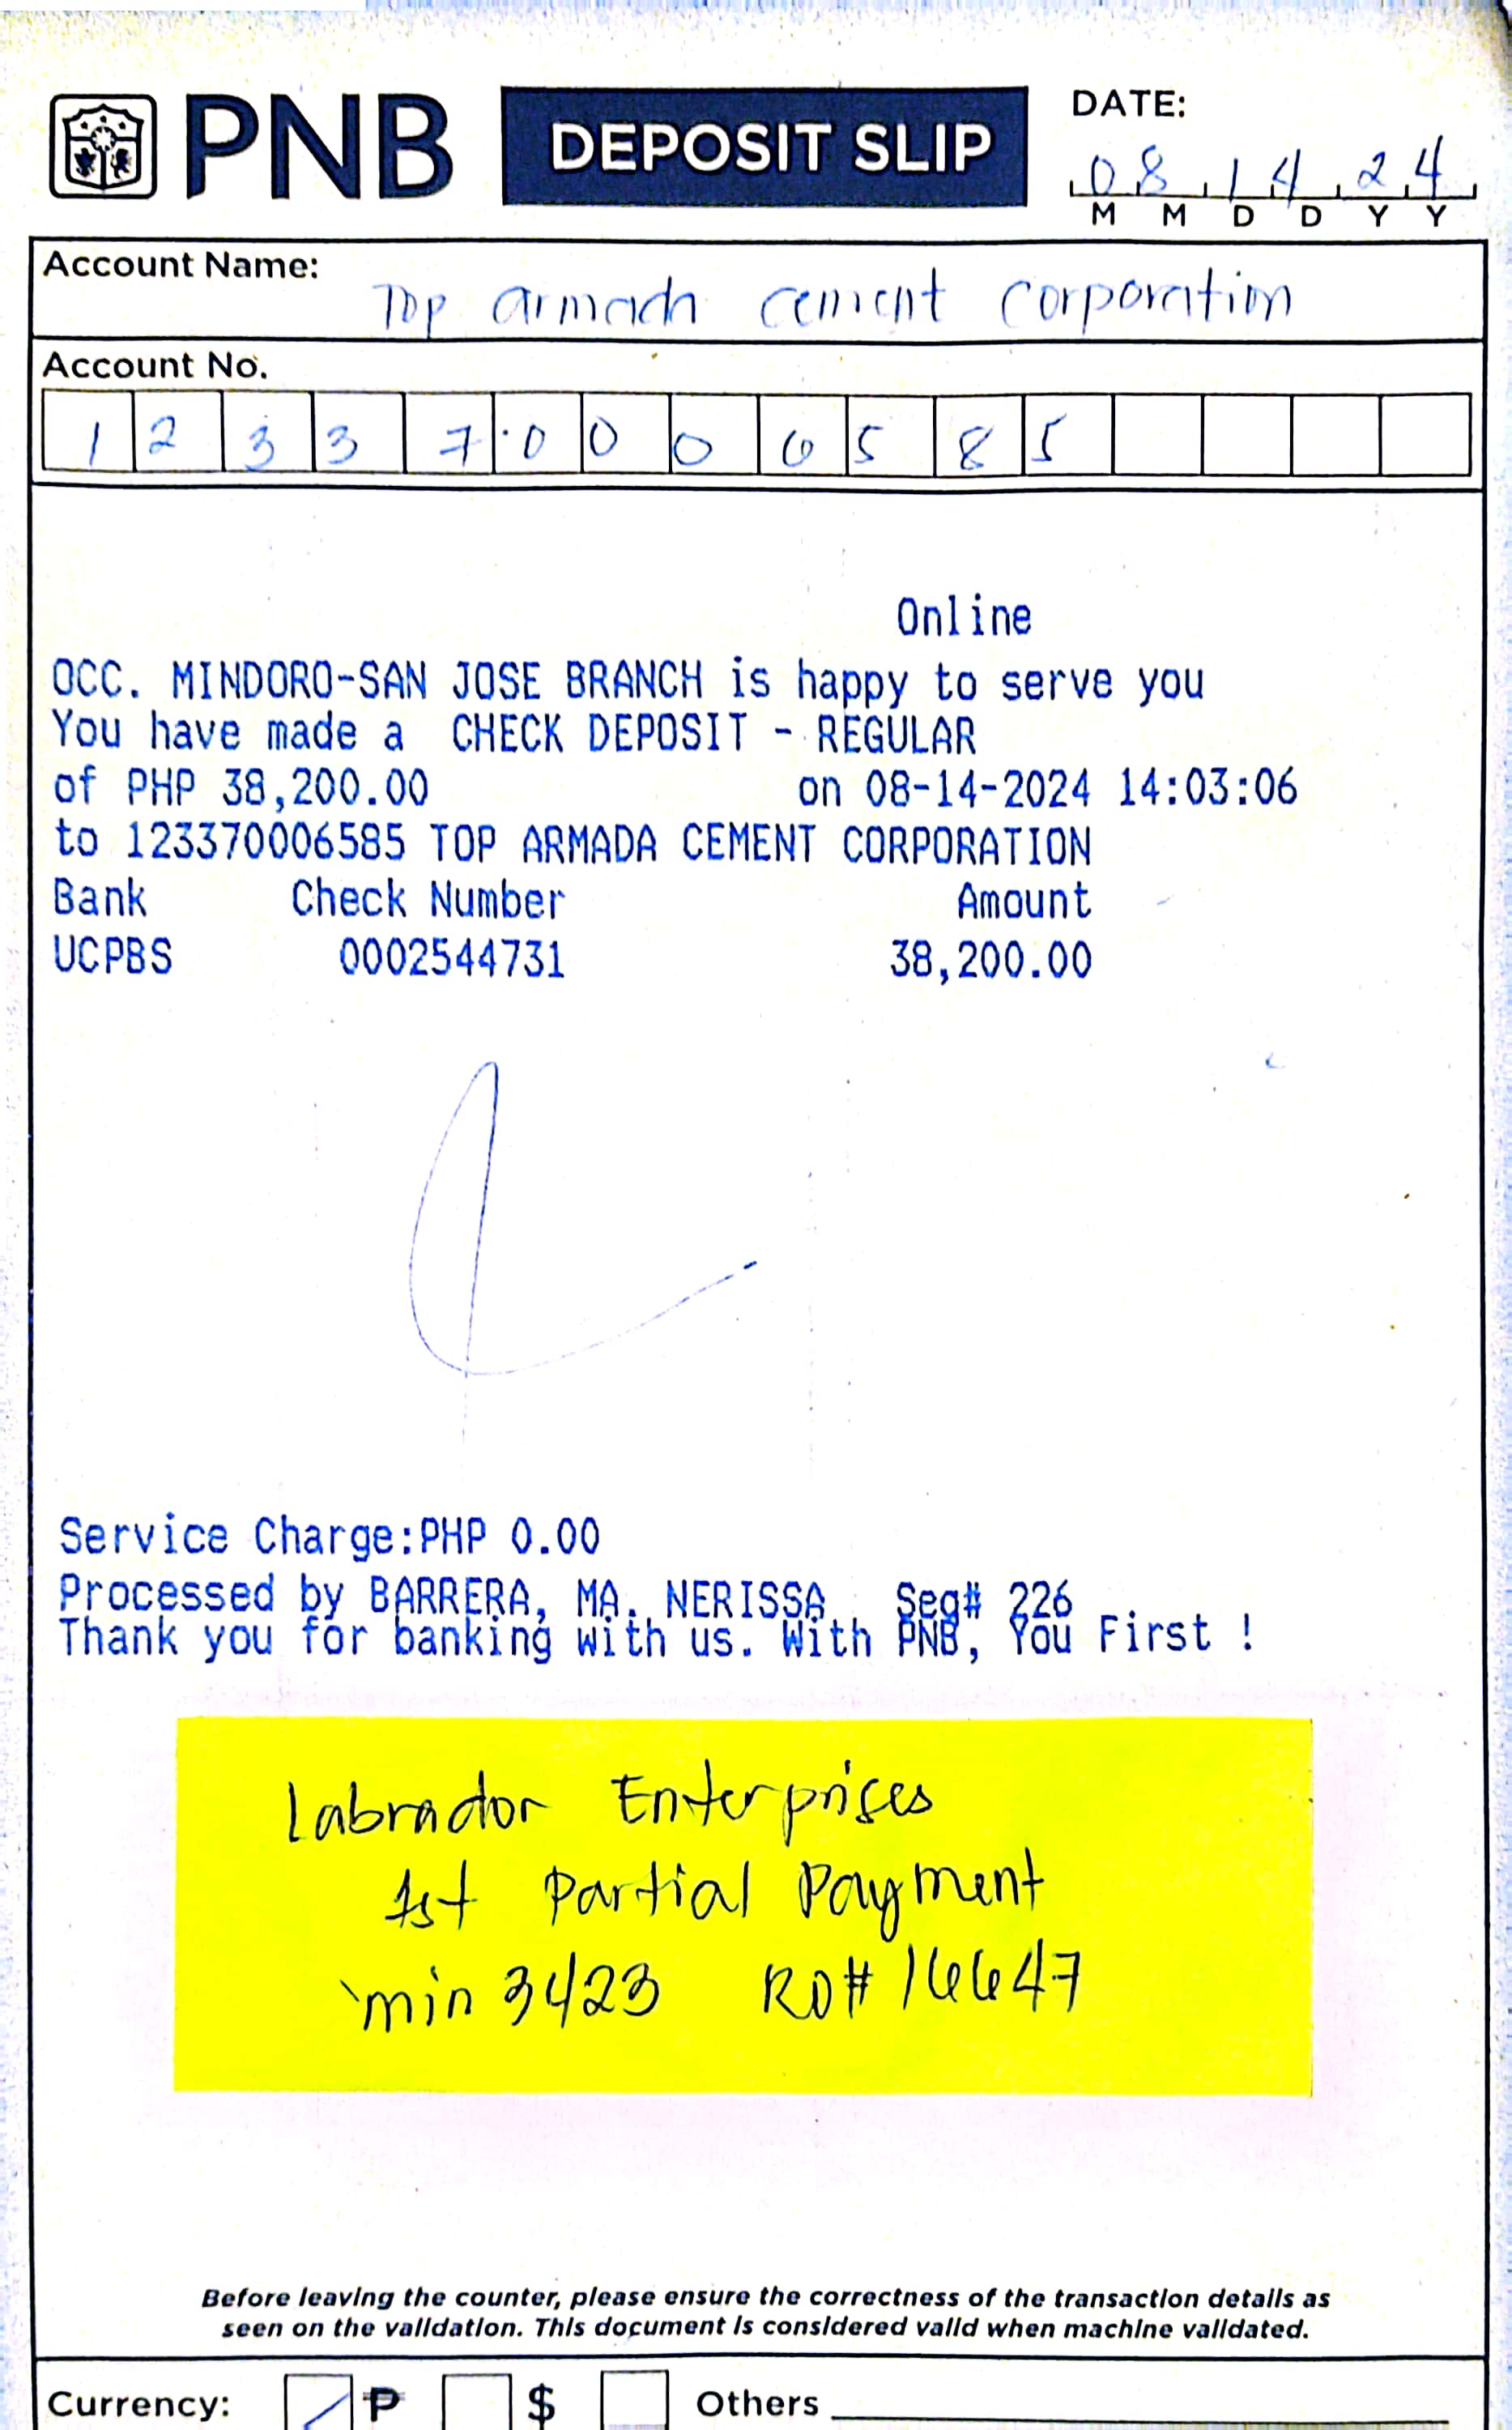 PNB DEPOSIT SLIP DATE:
08 14 24
M M D D Y Y
Account Name: Top armada cement corporation
Account No.
1 2 3 3 7 0 0 0 6 5 8 5
Online
OCC. MINDORO-SAN JOSE BRANCH is happy to serve you
You have made a CHECK DEPOSIT - REGULAR
of PHP 38,200.00 on 08-14-2024 14:03:06
to 123370006585 TOP ARMADA CEMENT CORPORATION
Bank Check Number Amount
UCPBS 0002544731 38,200.00
Service Charge:PHP 0.00
Processed by BARRERA, MA. NERISSA Seq# 226
Thank you for banking with us. With PNB, You First !
Labrador Enterprises
1st Partial Payment
min 3423 RO# 16647
Before leaving the counter, please ensure the correctness of the transaction details as
seen on the validation. This document is considered valid when machine validated.
Currency: ₱ $ Others